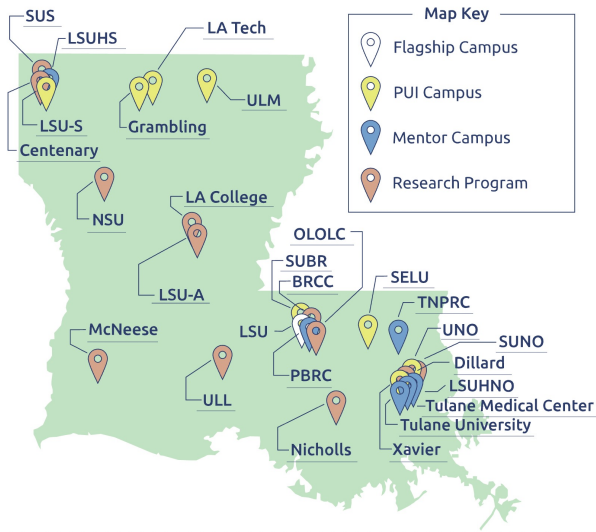 SUS
LSUHS
LA Tech
Map Key
Flagship Campus
PUI Campus
Mentor Campus
Research Program
ULM
LSU-S
Grambling
Centenary
LA College
NSU
OLOLC
SUBR
BRCC
SELU
LSU-A
TNPRC
McNeese
LSU
UNO
SUNO
Dillard
PBRC
LSUHNO
ULL
Tulane Medical Center
Tulane University
Nicholls
Xavier